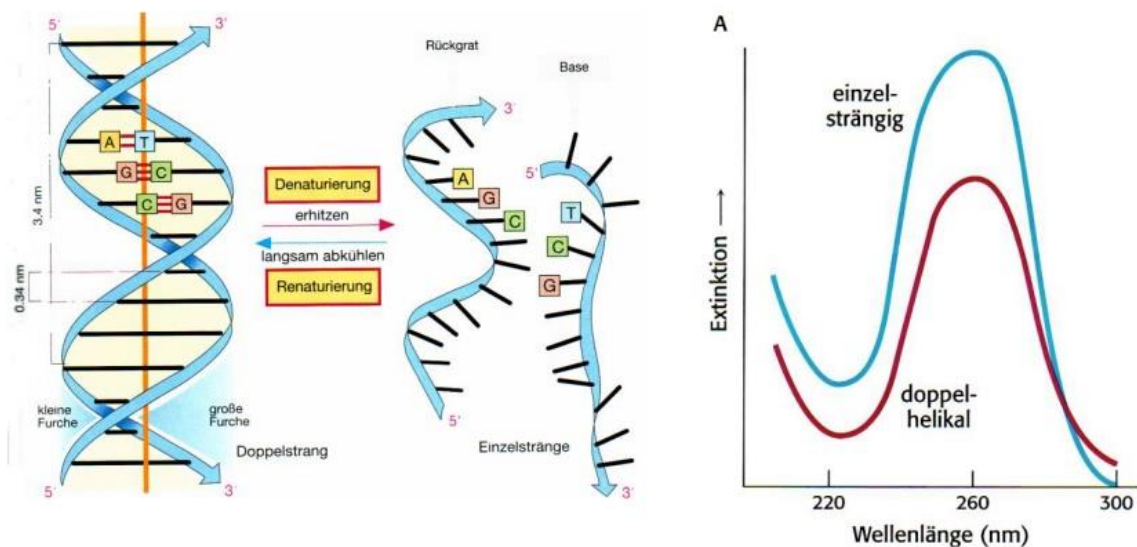 5'
3'
A
T
G
C
C
G
3.4 nm
0.34 nm
kleine
Furche
große
Furche
Doppelstrang
5'
3'
Denaturierung
erhitzen
langsam abkühlen
Renaturierung
Rückgrat
Base
3'
5'
A
G
C
T
C
G
5'
Einzelstränge
3'
A
einzel-
strängig
doppel-
helikal
Extinktion
220
260
300
Wellenlänge (nm)